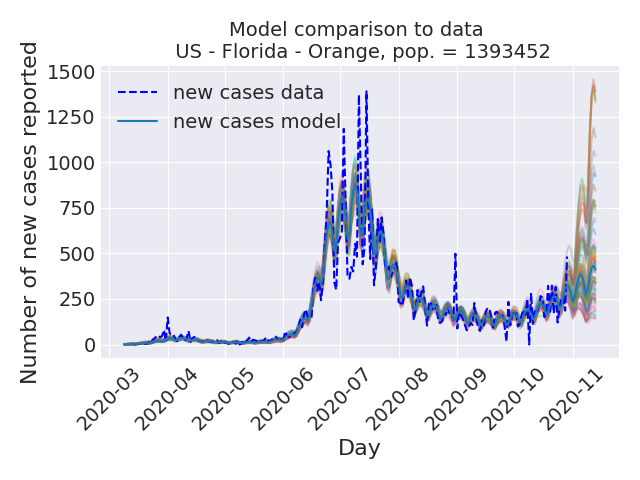 Model comparison to data
US - Florida - Orange, pop. = 1393452
Number of new cases reported
1500
1250
1000
750
500
250
0
new cases data
new cases model
2020-03
2020-04
2020-05
2020-06
2020-07
2020-08
2020-09
2020-10
2020-11
Day